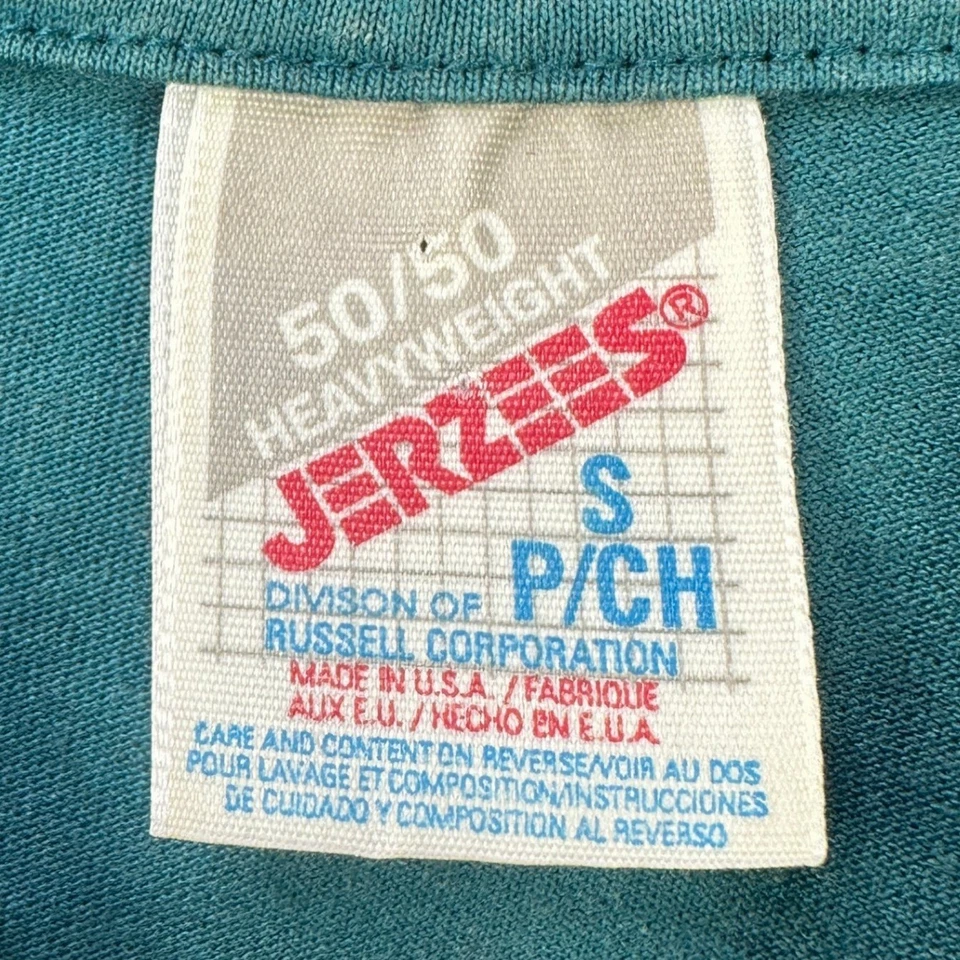 50/50
HEAVYWEIGHT
JERZEES®
S
P/CH
DIVISON OF
RUSSELL CORPORATION
MADE IN U.S.A. / FABRIQUE
AUX E.U. / HECHO EN E.U.A.
CARE AND CONTENT ON REVERSE/VOIR AU DOS
POUR LAVAGE ET COMPOSITION/INSTRUCCIONES
DE CUIDADO Y COMPOSITION AL REVERSO